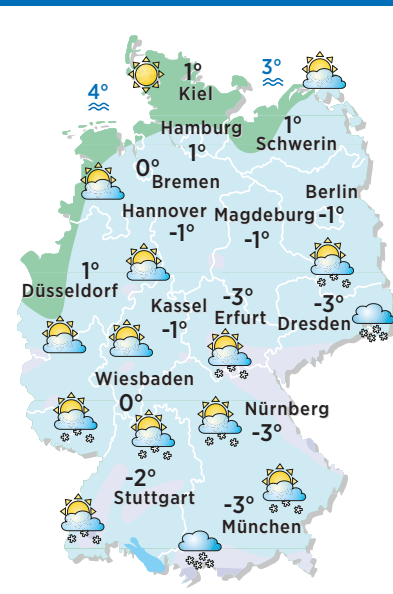 1°
Kiel
3°
4°
Hamburg
1°
1°
Schwerin
0°
Bremen
Berlin
-1°
Hannover
-1°
Magdeburg
-1°
1°
Düsseldorf
Kassel
-1°
-3°
Erfurt
-3°
Dresden
Wiesbaden
0°
Nürnberg
-3°
-2°
Stuttgart
-3°
München